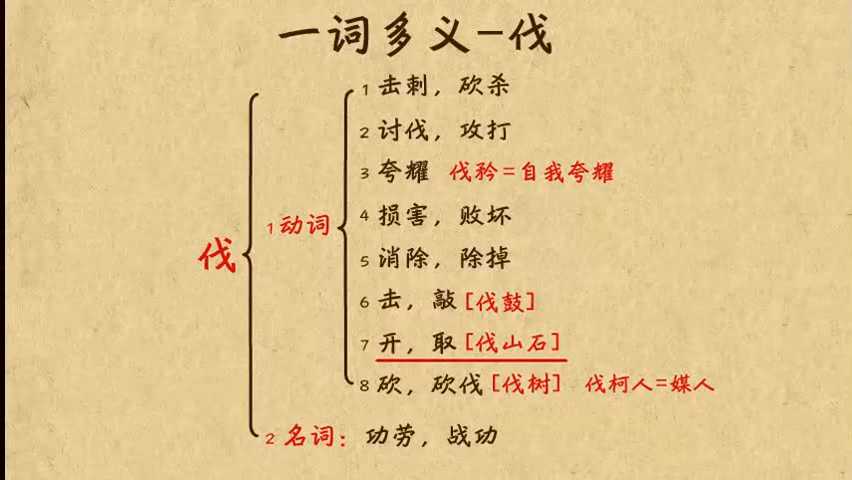 一词多义-伐
伐
1动词
1 击刺，砍杀
2 讨伐，攻打
3 夸耀 伐矜=自我夸耀
4 损害，败坏
5 消除，除掉
6 击，敲[伐鼓]
7 开，取[伐山石]
8 砍，砍伐[伐树] 伐柯人=媒人
2 名词：功劳，战功